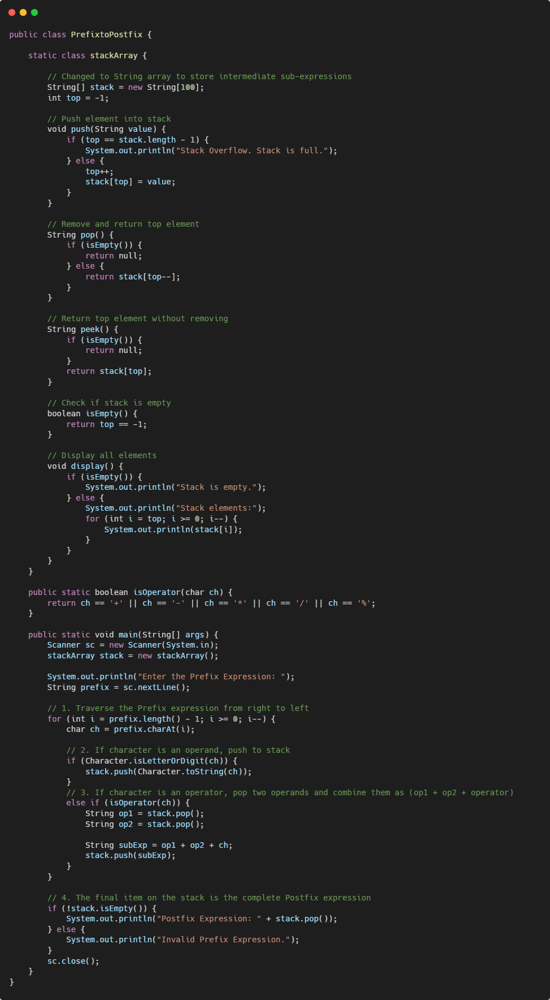 public class PrefixtoPostfix {
    static class stackArray {
        // Changed to String array to store intermediate sub-expressions
        String[] stack = new String[100];
        int top = -1;
        // Push element into stack
        void push(String value) {
            if (top == stack.length - 1) {
                System.out.println("Stack Overflow. Stack is full.");
            } else {
                top++;
                stack[top] = value;
            }
        }
        // Remove and return top element
        String pop() {
            if (isEmpty()) {
                return null;
            } else {
                return stack[top--];
            }
        }
        // Return top element without removing
        String peek() {
            if (isEmpty()) {
                return null;
            }
            return stack[top];
        }
        // Check if stack is empty
        boolean isEmpty() {
            return top == -1;
        }
        // Display all elements
        void display() {
            if (isEmpty()) {
                System.out.println("Stack is empty.");
            } else {
                System.out.println("Stack elements:");
                for (int i = top; i >= 0; i--) {
                    System.out.println(stack[i]);
                }
            }
        }
    }
    public static boolean isOperator(char ch) {
        return ch == '+' || ch == '-' || ch == '*' || ch == '/' || ch == '%';
    }
    public static void main(String[] args) {
        Scanner sc = new Scanner(System.in);
        stackArray stack = new stackArray();
        System.out.println("Enter the Prefix Expression: ");
        String prefix = sc.nextLine();
        // 1. Traverse the Prefix expression from right to left
        for (int i = prefix.length() - 1; i >= 0; i--) {
            char ch = prefix.charAt(i);
            // 2. If character is an operand, push to stack
            if (Character.isLetterOrDigit(ch)) {
                stack.push(Character.toString(ch));
            }
            // 3. If character is an operator, pop two operands and combine them as (op1 + op2 + operator)
            else if (isOperator(ch)) {
                String op1 = stack.pop();
                String op2 = stack.pop();
                String subExp = op1 + op2 + ch;
                stack.push(subExp);
            }
        }
        // 4. The final item on the stack is the complete Postfix expression
        if (!stack.isEmpty()) {
            System.out.println("Postfix Expression: " + stack.pop());
        } else {
            System.out.println("Invalid Prefix Expression.");
        }
        sc.close();
    }
}